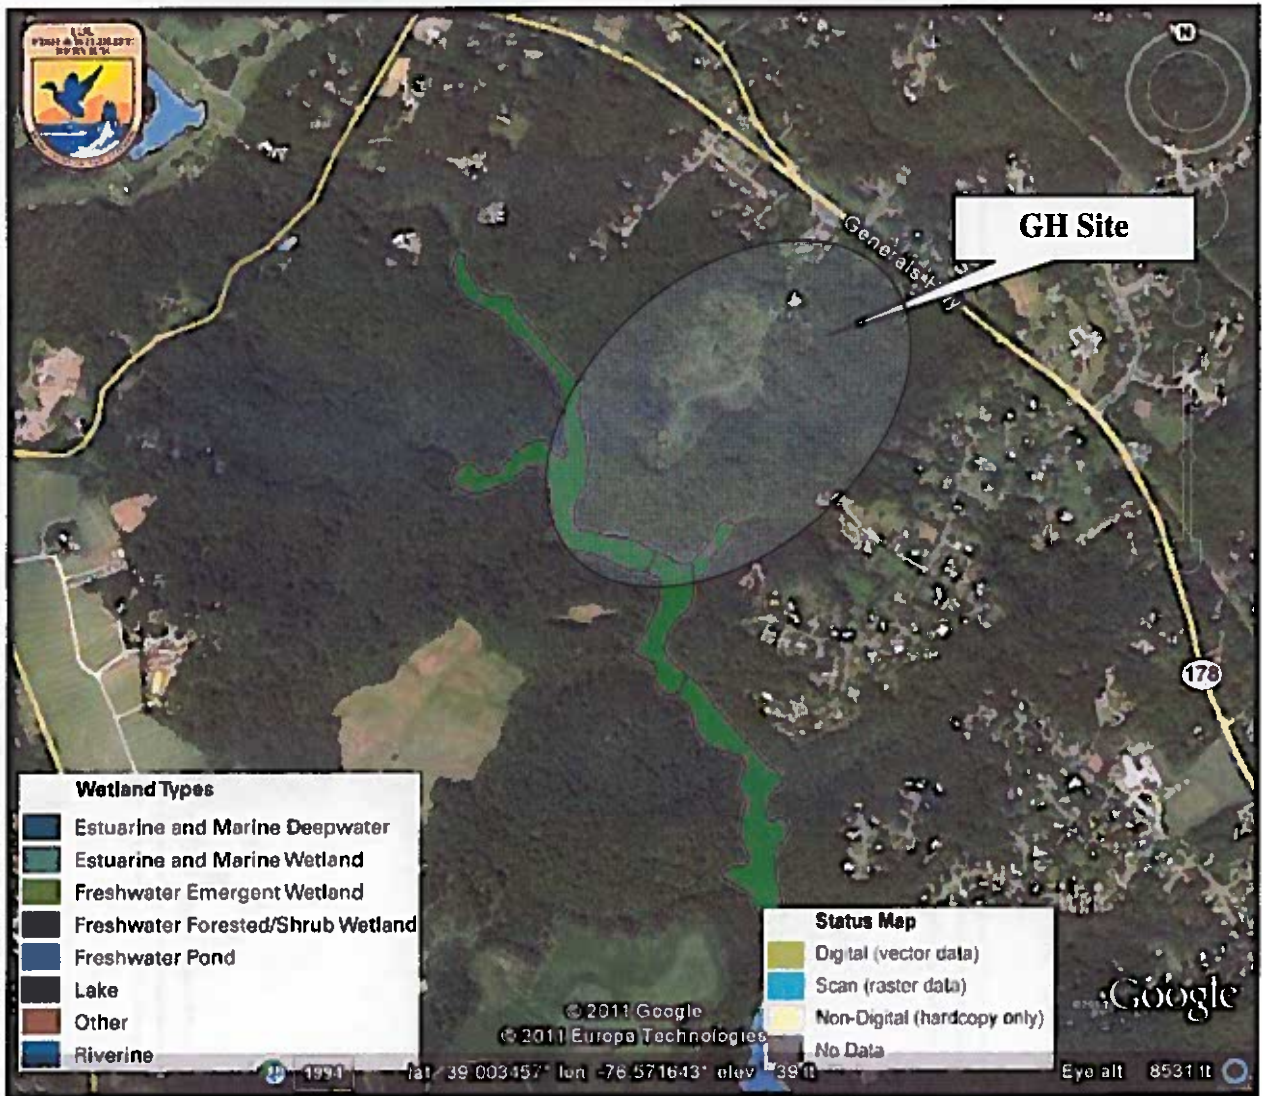 FISH & WILDLIFE
SERVICE
N
GH Site
Generals Hwy
178
Wetland Types
Estuarine and Marine Deepwater
Estuarine and Marine Wetland
Freshwater Emergent Wetland
Freshwater Forested/Shrub Wetland
Freshwater Pond
Lake
Other
Riverine
Status Map
Digital (vector data)
Scan (raster data)
Non-Digital (hardcopy only)
No Data
© 2011 Google
© 2011 Europa Technologies
Google
1994
lat 39.003457° lon -76.571643° elev 39 ft
Eye alt 8531 ft